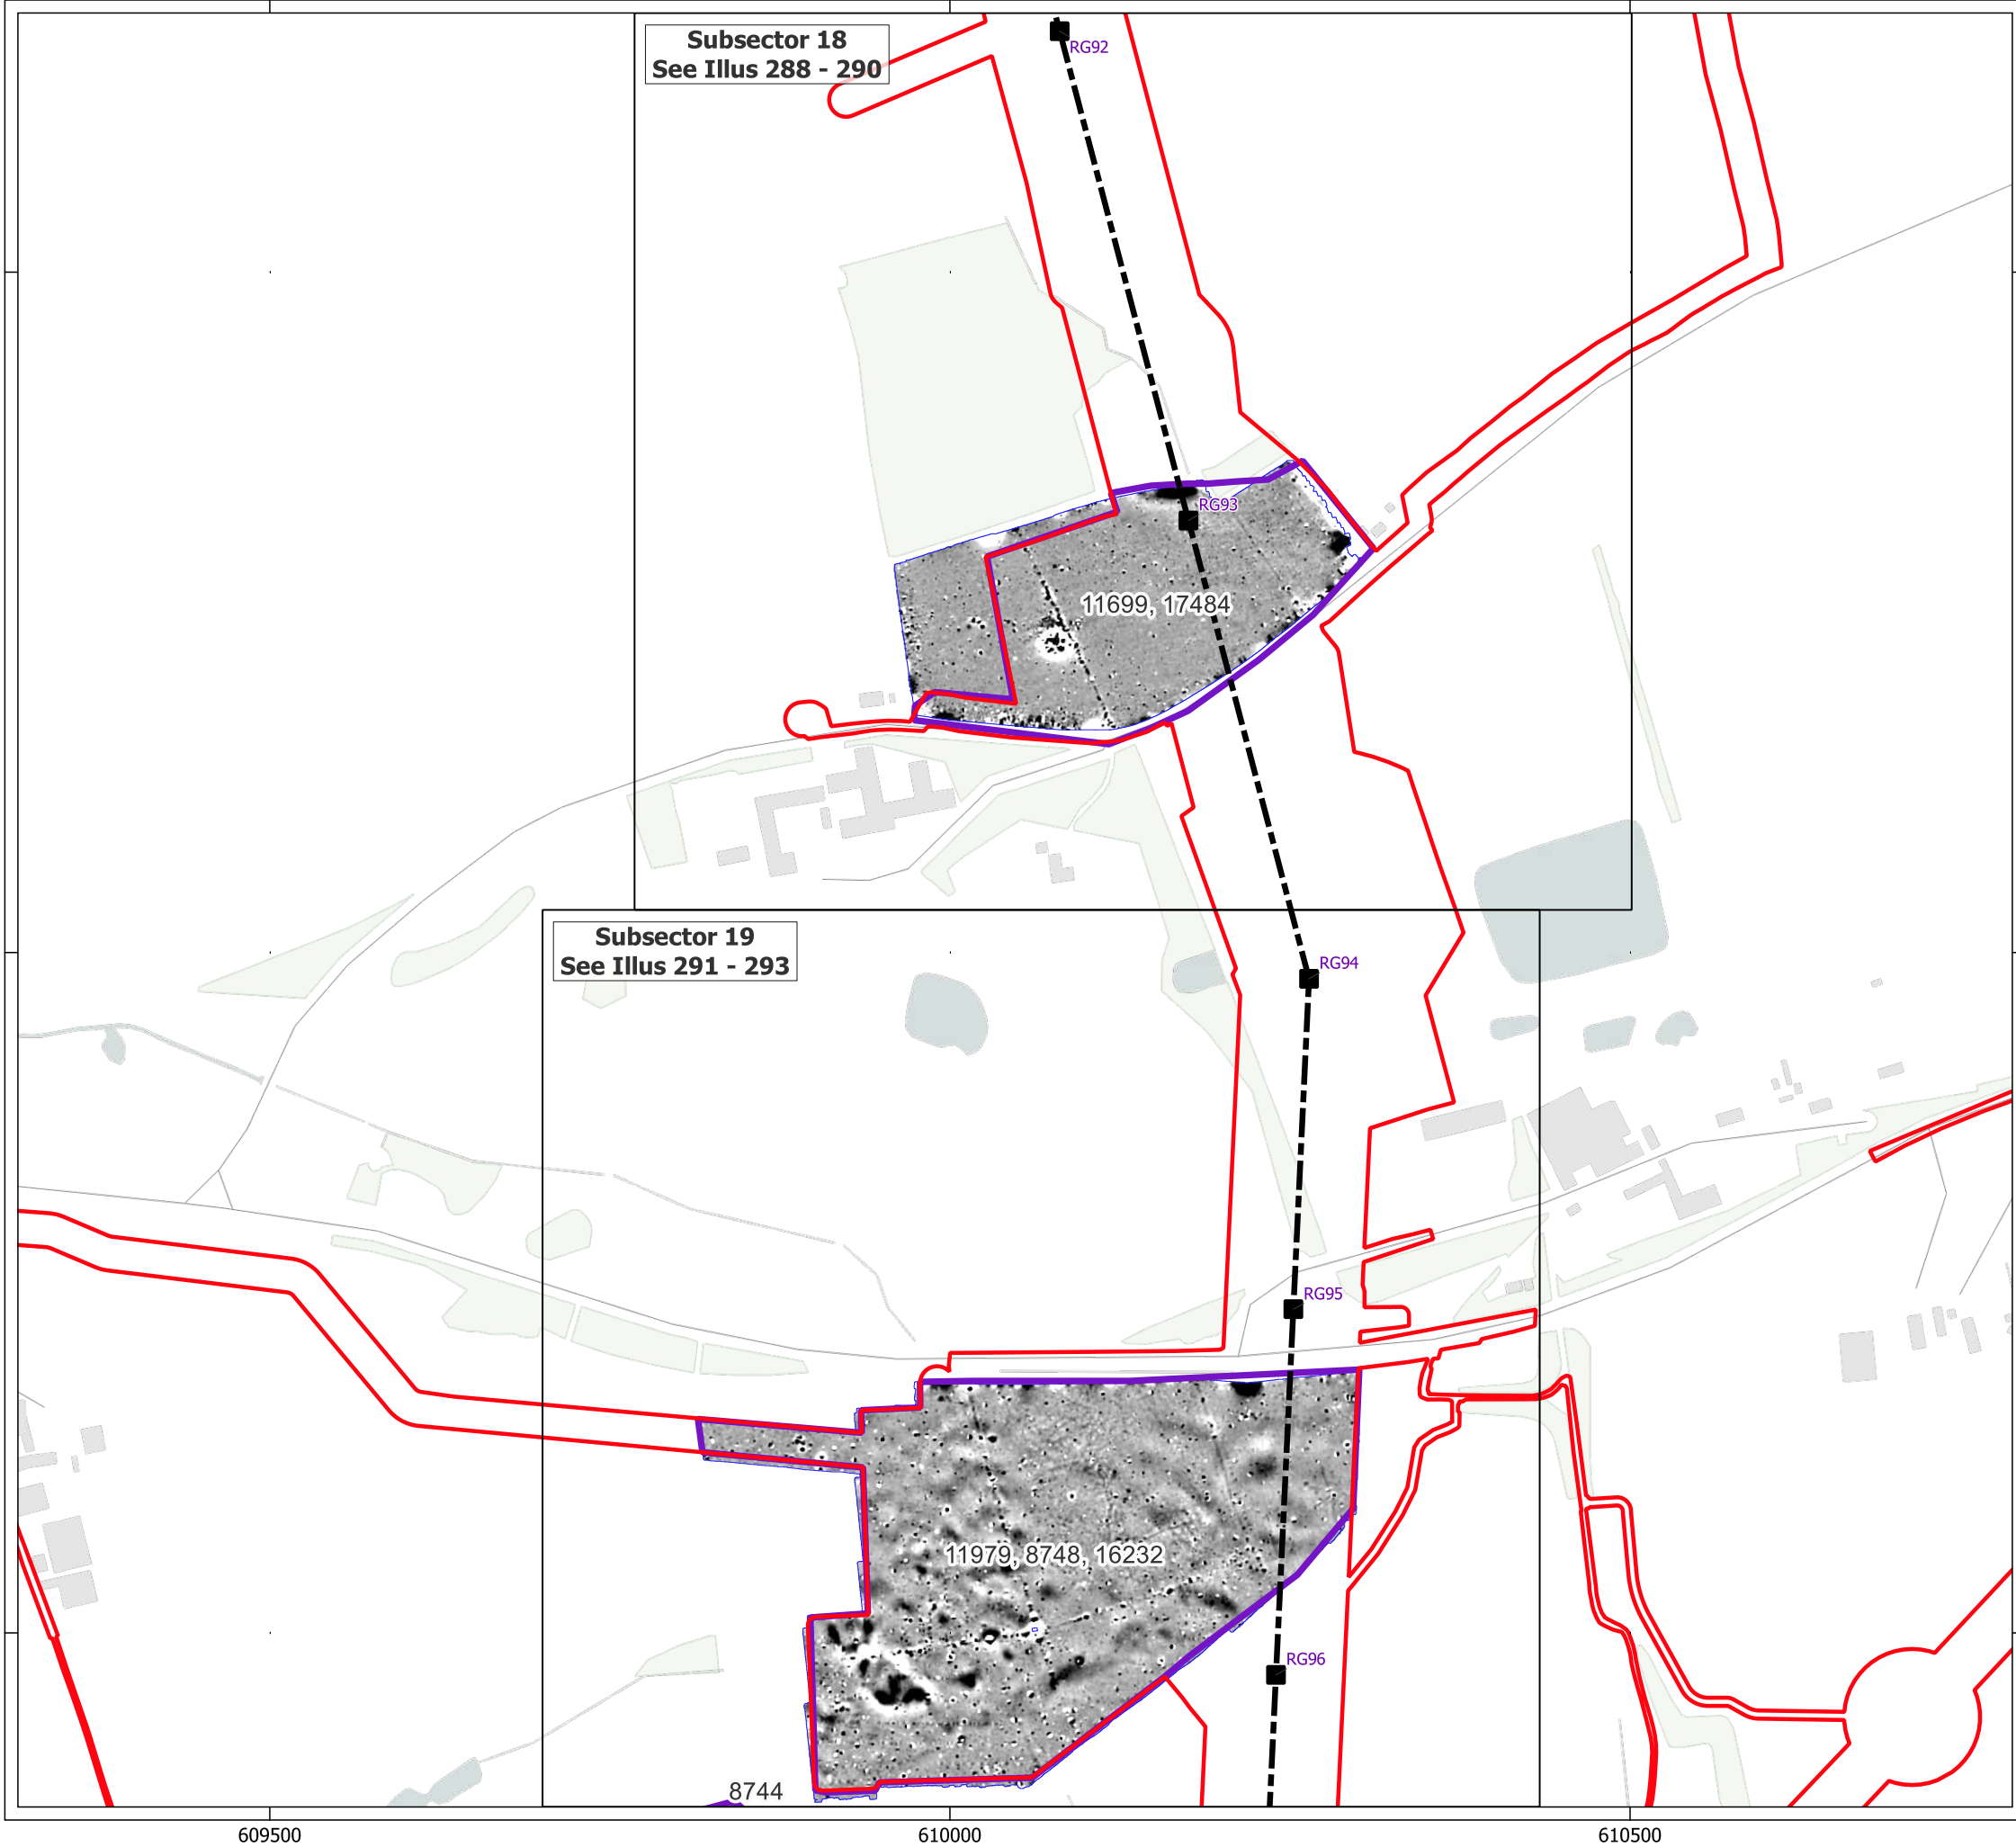 Subsector 18
See Illus 288 - 290
RG92
RG93
11699, 17484
Subsector 19
See Illus 291 - 293
RG94
RG95
11979, 8748, 16232
RG96
8744
609500
610000
610500